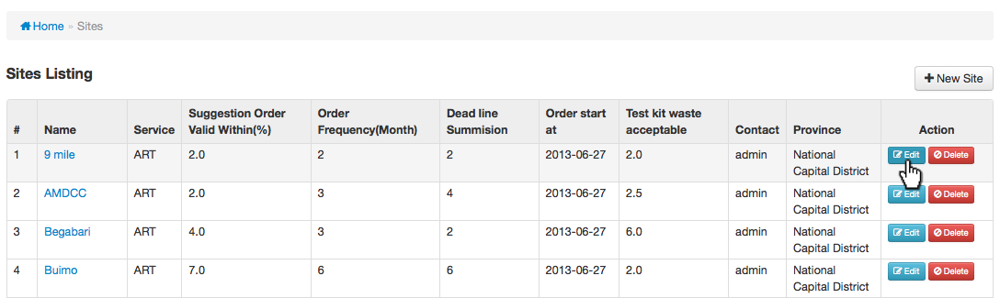 Home » Sites
Sites Listing
New Site
# Name Service Suggestion Order Valid Within(%) Order Frequency(Month) Dead line Summision Order start at Test kit waste acceptable Contact Province Action
1 9 mile ART 2.0 2 2 2013-06-27 2.0 admin National Capital District Edit Delete
2 AMDCC ART 2.0 3 4 2013-06-27 2.5 admin National Capital District Edit Delete
3 Begabari ART 4.0 3 2 2013-06-27 6.0 admin National Capital District Edit Delete
4 Buimo ART 7.0 6 6 2013-06-27 2.0 admin National Capital District Edit Delete